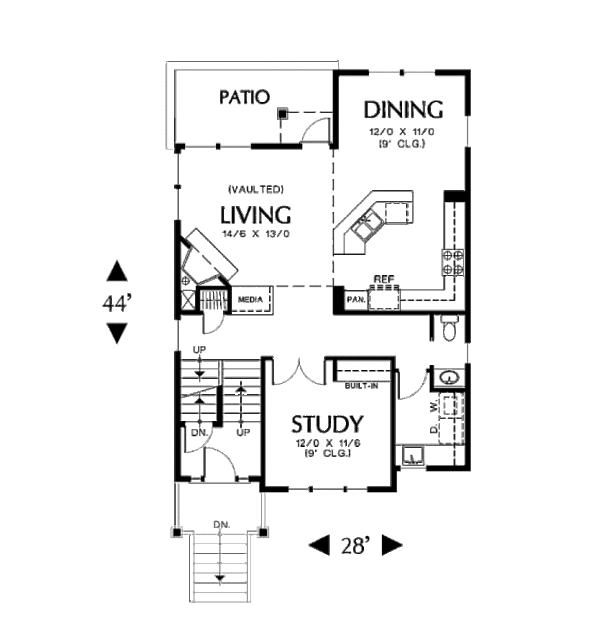 PATIO
DINING
12/0 X 11/0
(9' CLG.)
(VAULTED)
LIVING
14/6 X 13/0
REF
PAN.
MEDIA
44'
UP
BUILT-IN
STUDY
12/0 X 11/6
(9' CLG.)
D. W.
DN.
UP
DN.
28'